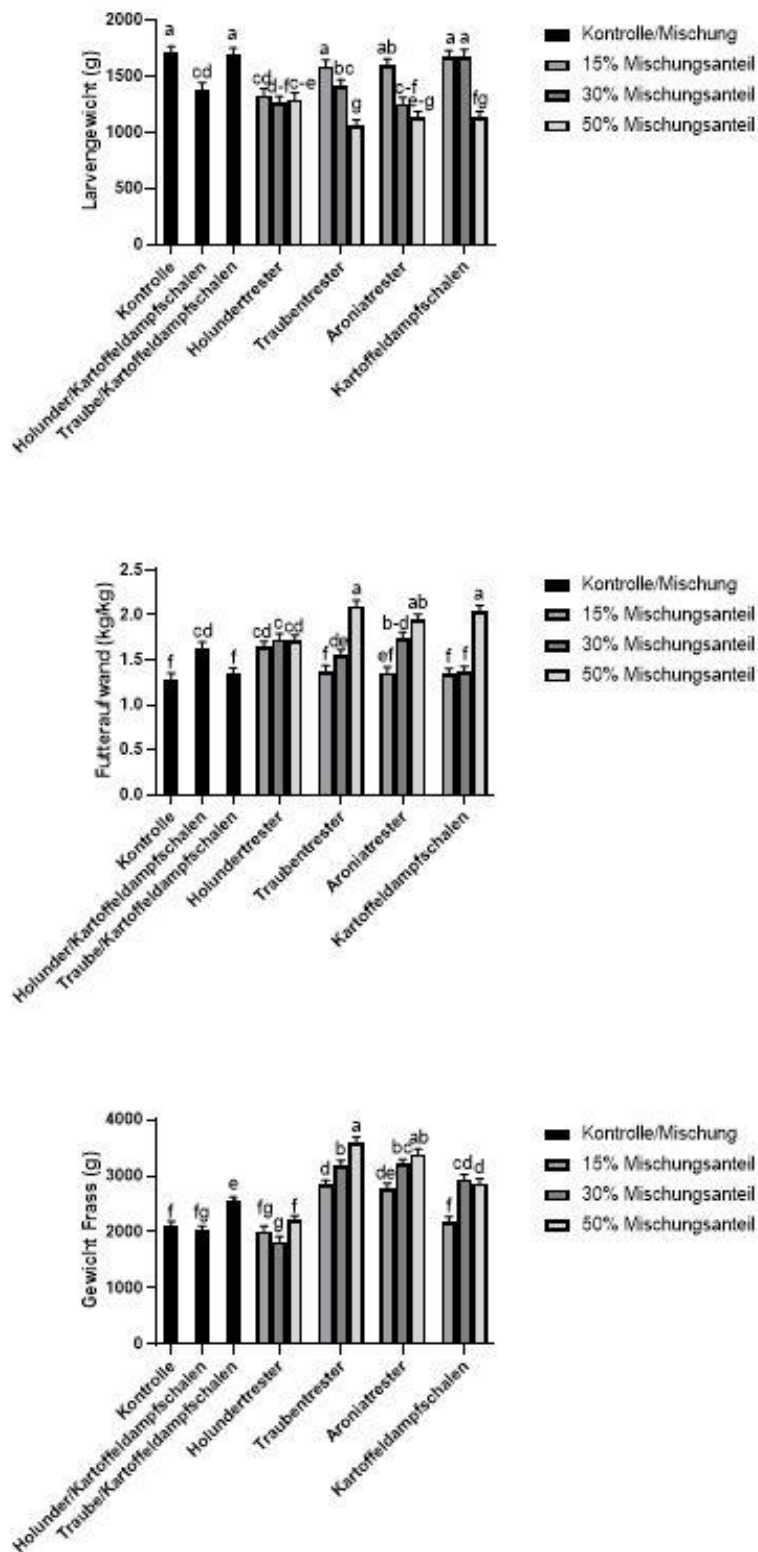 Larvengewicht (g)
2000
1500
1000
500
0
a
cd
a
cd
d-f
c-e
a
bc
g
ab
c-f
e-g
a
a
fg
Kontrolle
Holunder/Kartoffeldampfschalen
Traube/Kartoffeldampfschalen
Holundertrester
Traubentrester
Aroniatrester
Kartoffeldampfschalen
Kontrolle/Mischung
15% Mischungsanteil
30% Mischungsanteil
50% Mischungsanteil
Futteraufwand (kg/kg)
2.5
2.0
1.5
1.0
0.5
0.0
f
cd
f
cd
c
cd
f
de
a
ef
b-d
ab
f
f
a
Kontrolle
Holunder/Kartoffeldampfschalen
Traube/Kartoffeldampfschalen
Holundertrester
Traubentrester
Aroniatrester
Kartoffeldampfschalen
Kontrolle/Mischung
15% Mischungsanteil
30% Mischungsanteil
50% Mischungsanteil
Gewicht Frass (g)
4000
3000
2000
1000
0
f
fg
e
fg
g
f
d
b
a
de
bc
ab
f
cd
d
Kontrolle
Holunder/Kartoffeldampfschalen
Traube/Kartoffeldampfschalen
Holundertrester
Traubentrester
Aroniatrester
Kartoffeldampfschalen
Kontrolle/Mischung
15% Mischungsanteil
30% Mischungsanteil
50% Mischungsanteil